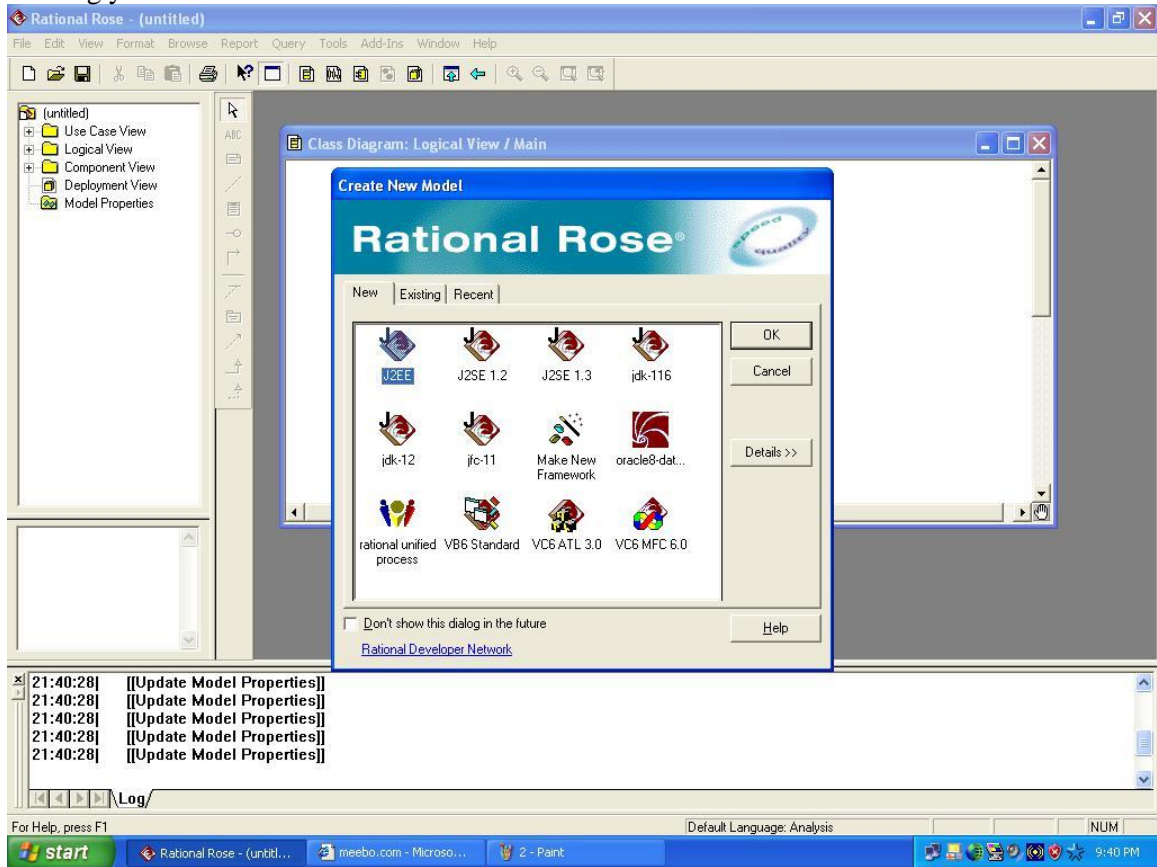 Rational Rose - (untitled)
File Edit View Format Browse Report Query Tools Add-Ins Window Help
(untitled)
Use Case View
Logical View
Component View
Deployment View
Model Properties
ABC
Class Diagram: Logical View / Main
Create New Model
Rational Rose®
speed
quality
New Existing Recent
J2EE J2SE 1.2 J2SE 1.3 jdk-116
OK
Cancel
jdk-12 jfc-11 Make New Framework oracle8-dat...
Details >>
rational unified process VB6 Standard VC6 ATL 3.0 VC6 MFC 6.0
Don't show this dialog in the future
Help
Rational Developer Network
21:40:28| [[Update Model Properties]]
21:40:28| [[Update Model Properties]]
21:40:28| [[Update Model Properties]]
21:40:28| [[Update Model Properties]]
21:40:28| [[Update Model Properties]]
Log
For Help, press F1
Default Language: Analysis
NUM
start
Rational Rose - (untitl...
meebo.com - Microso...
2 - Paint
9:40 PM